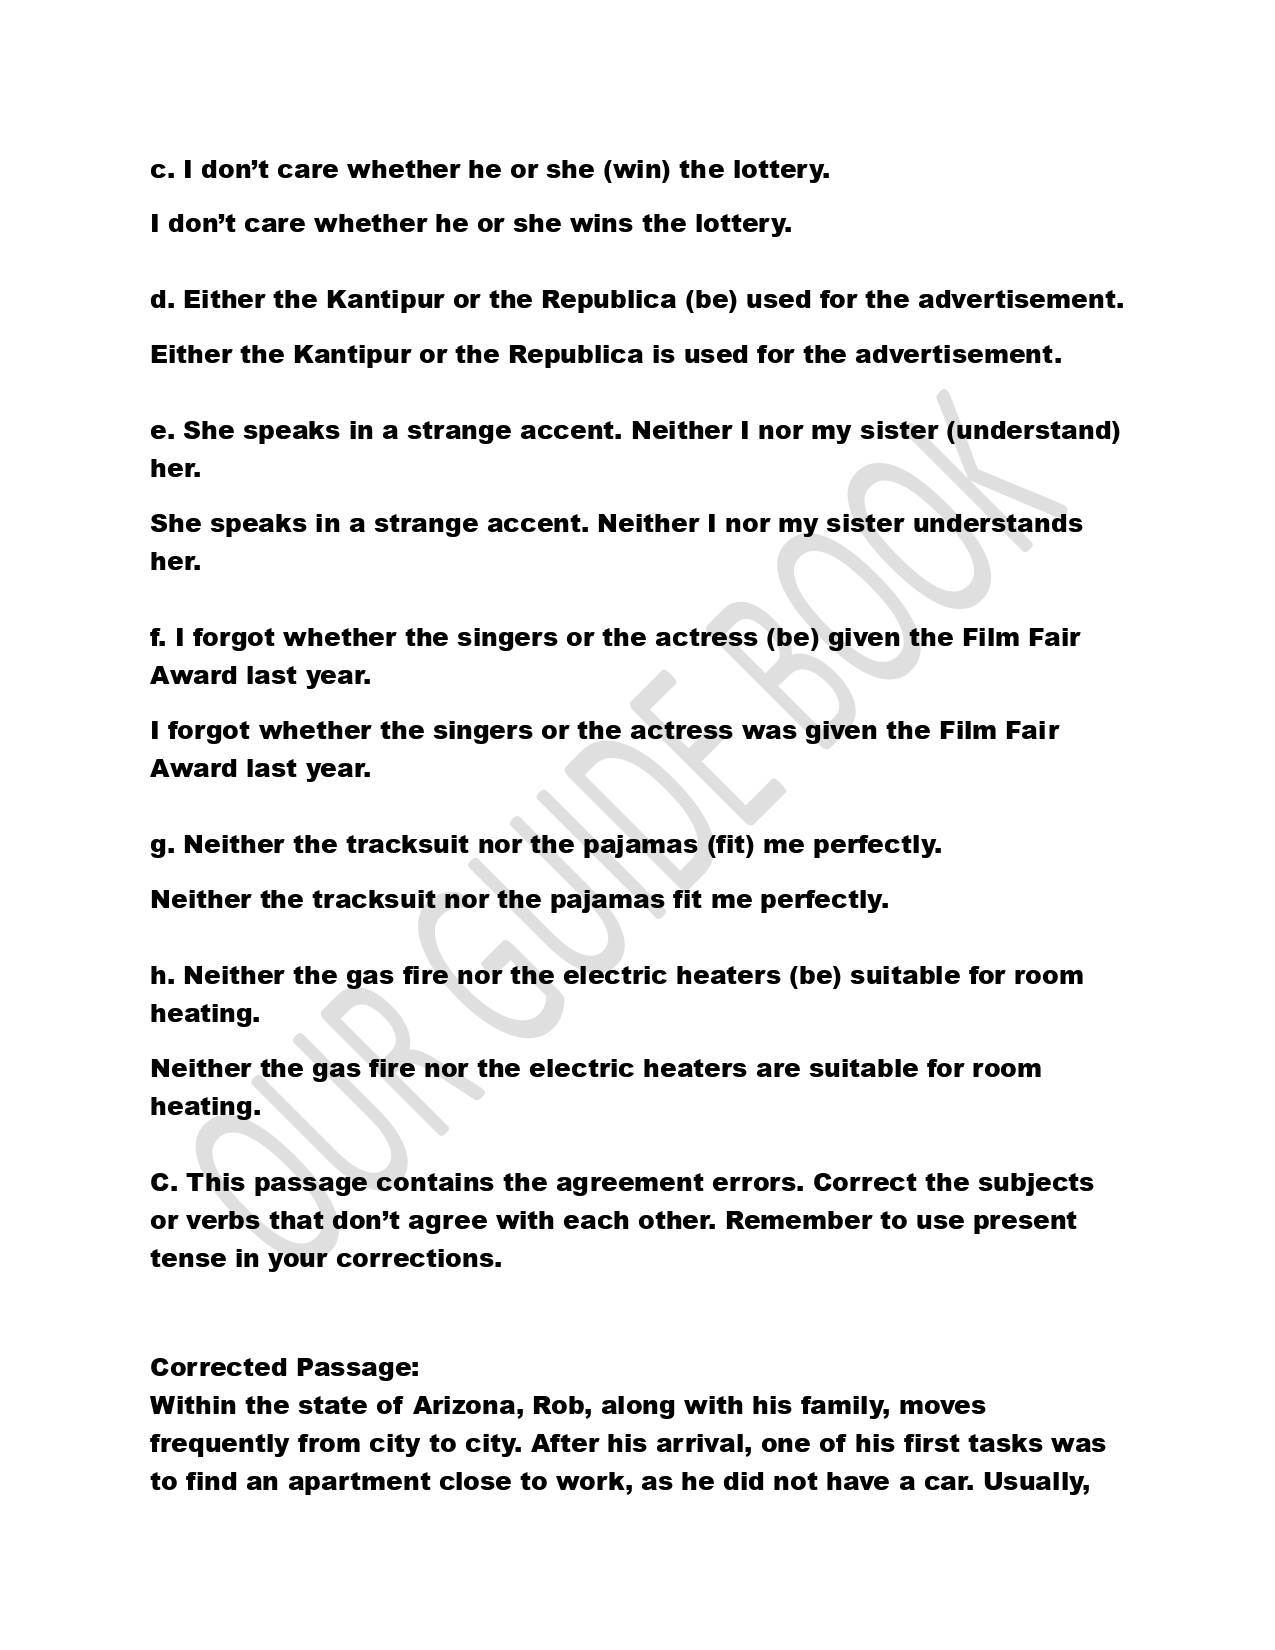 c. I don’t care whether he or she (win) the lottery.
I don’t care whether he or she wins the lottery.
d. Either the Kantipur or the Republica (be) used for the advertisement.
Either the Kantipur or the Republica is used for the advertisement.
e. She speaks in a strange accent. Neither I nor my sister (understand)
her.
She speaks in a strange accent. Neither I nor my sister understands
her.
f. I forgot whether the singers or the actress (be) given the Film Fair
Award last year.
I forgot whether the singers or the actress was given the Film Fair
Award last year.
g. Neither the tracksuit nor the pajamas (fit) me perfectly.
Neither the tracksuit nor the pajamas fit me perfectly.
h. Neither the gas fire nor the electric heaters (be) suitable for room
heating.
Neither the gas fire nor the electric heaters are suitable for room
heating.
C. This passage contains the agreement errors. Correct the subjects
or verbs that don’t agree with each other. Remember to use present
tense in your corrections.
Corrected Passage:
Within the state of Arizona, Rob, along with his family, moves
frequently from city to city. After his arrival, one of his first tasks was
to find an apartment close to work, as he did not have a car. Usually,
OUR GUIDE BOOK